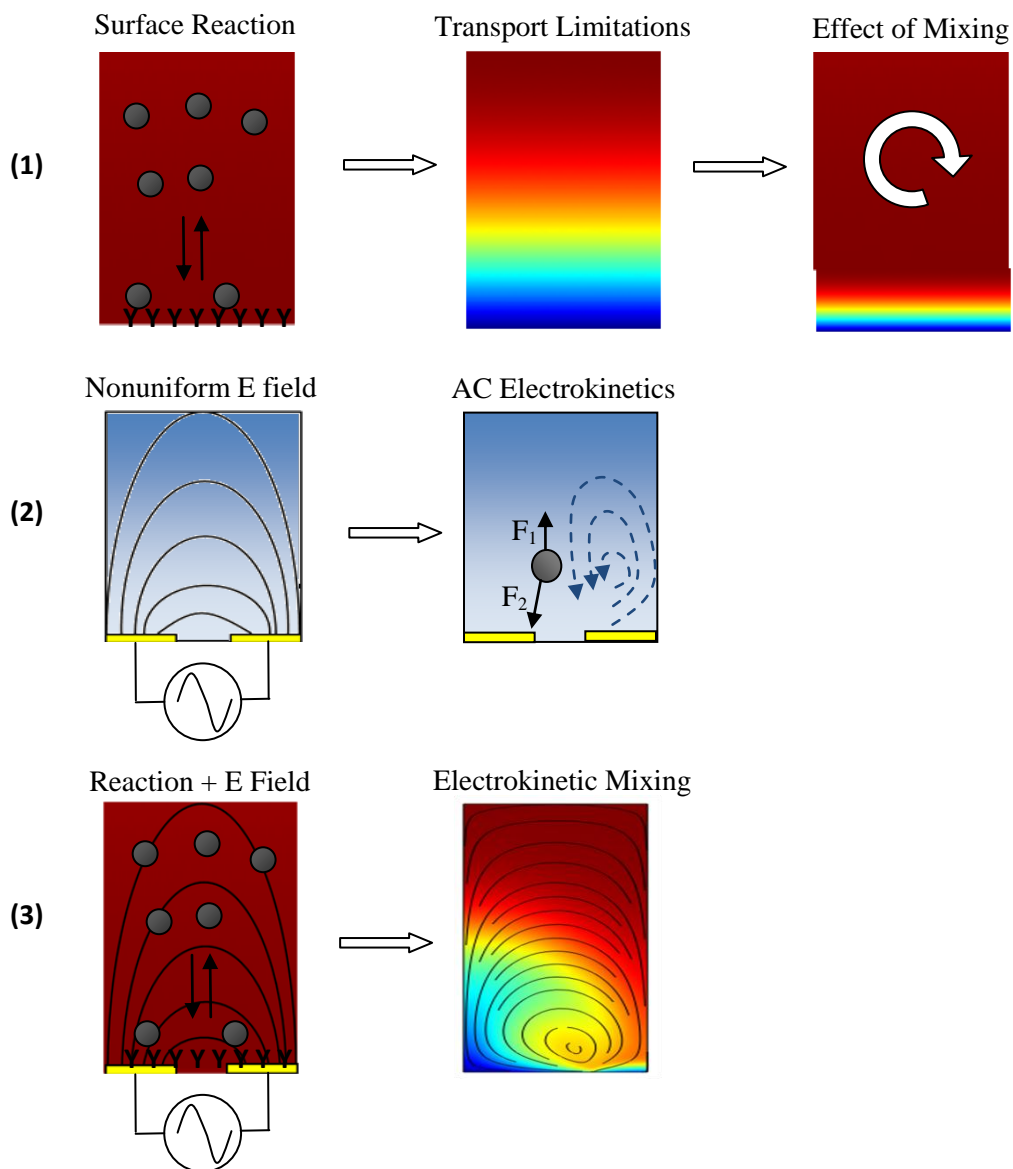 Surface Reaction Transport Limitations Effect of Mixing
(1)
Y Y Y Y Y Y Y Y
Nonuniform E field AC Electrokinetics
(2)
F1
F2
Reaction + E Field Electrokinetic Mixing
(3)
Y Y Y Y Y Y Y Y